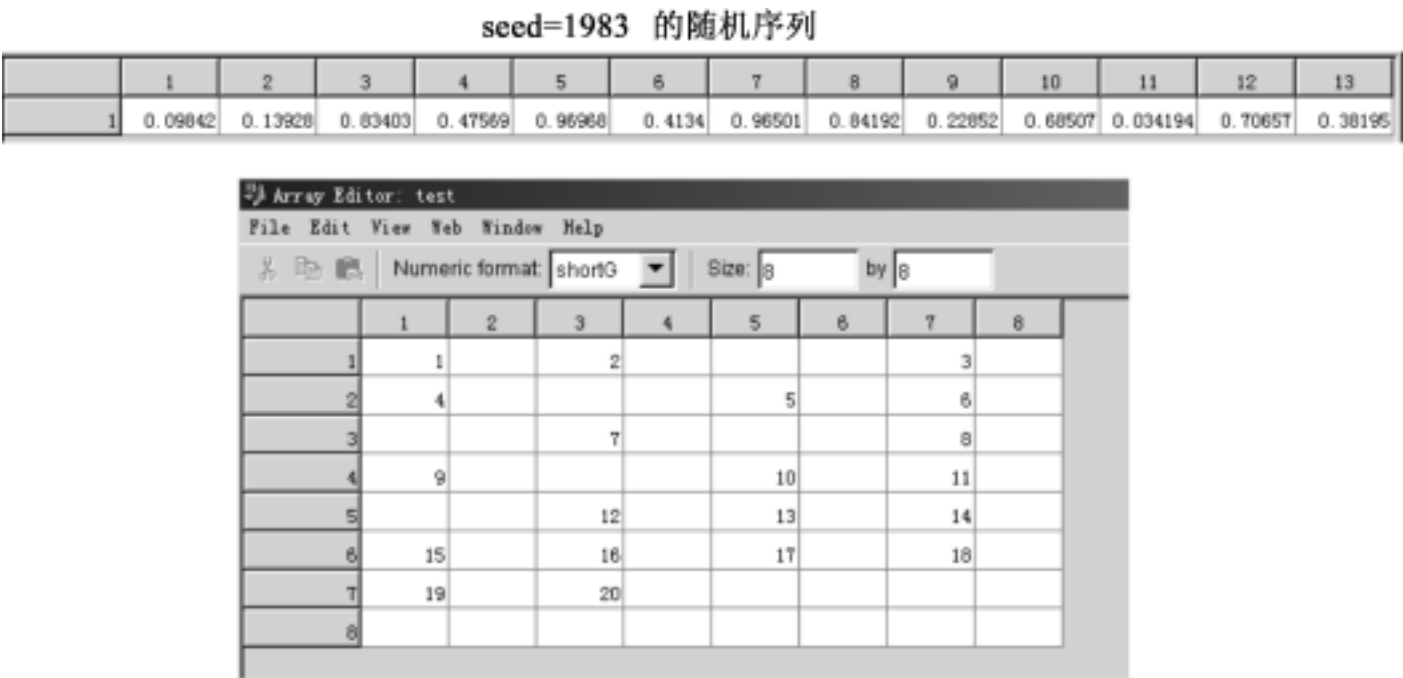 seed=1983 的随机序列
1 2 3 4 5 6 7 8 9 10 11 12 13
1 0.09842 0.13928 0.83403 0.47569 0.96968 0.4134 0.96501 0.84192 0.22852 0.68507 0.034194 0.70657 0.38195
Array Editor: test
File Edit View Web Window Help
Numeric format: shortG Size: 8 by 8
1 2 3 4 5 6 7 8
1 1 2 3
2 4 5 6
3 7 8
4 9 10 11
5 12 13 14
6 15 16 17 18
7 19 20
8